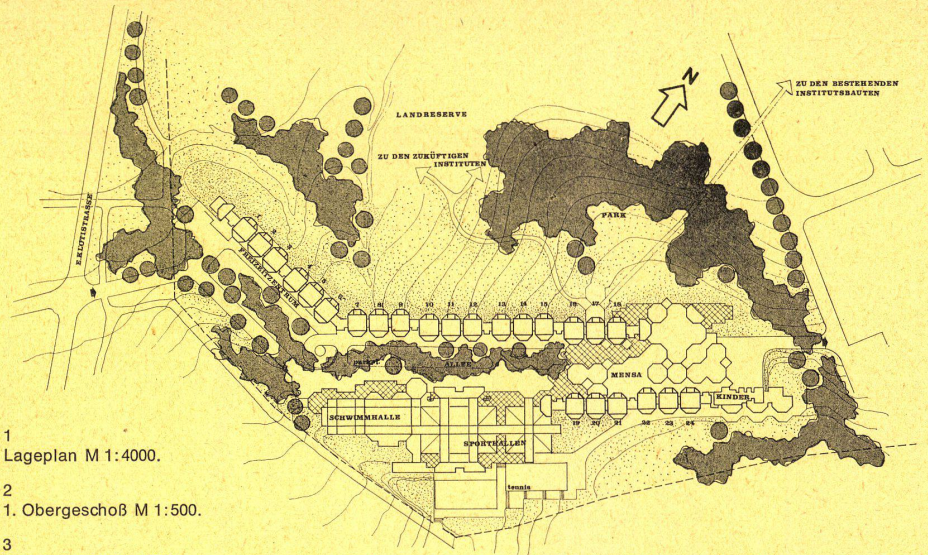 N
ZU DEN BESTEHENDEN
INSTITUTSBAUTEN
LANDRESERVE
ZU DEN ZUKÜFTIGEN
INSTITUTEN
PARK
E.KLOTISTRASSE
FREIZEITZENTRUM
7 8 9 10 11 12 13 14 15 16 17 18
ALLEE
MENSA
KINDER
SCHWIMMHALLE
19 20 21 22 23 24
SPORTHALLEN
tennis
1
Lageplan M 1:4000.
2
1. Obergeschoß M 1:500.
3